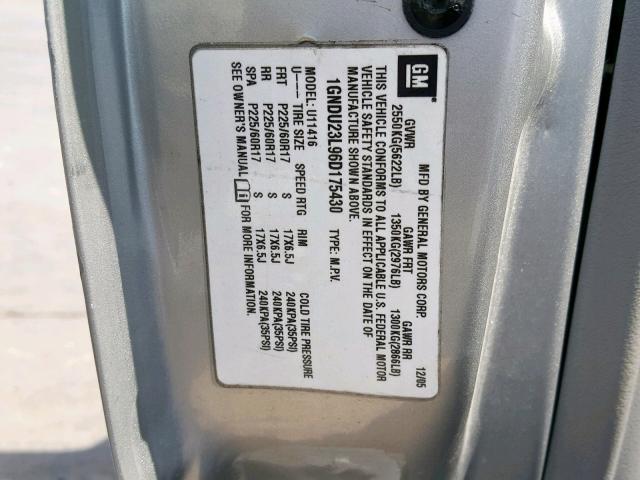 GM
MFD BY GENERAL MOTORS CORP. 12/05
GVWR GAWR FRT GAWR RR
2550KG(5622LB) 1350KG(2976LB) 1300KG(2866LB)
THIS VEHICLE CONFORMS TO ALL APPLICABLE U.S. FEDERAL MOTOR
VEHICLE SAFETY STANDARDS IN EFFECT ON THE DATE OF
MANUFACTURE SHOWN ABOVE.
1GNDU23L96D175430 TYPE: M.P.V.
MODEL: U11416
U--- TIRE SIZE SPEED RTG RIM COLD TIRE PRESSURE
FRT P225/60R17 S 17X6.5J 240KPA(35PSI)
RR P225/60R17 S 17X6.5J 240KPA(35PSI)
SPA P225/60R17 S 17X6.5J 240KPA(35PSI)
SEE OWNER'S MANUAL FOR MORE INFORMATION.